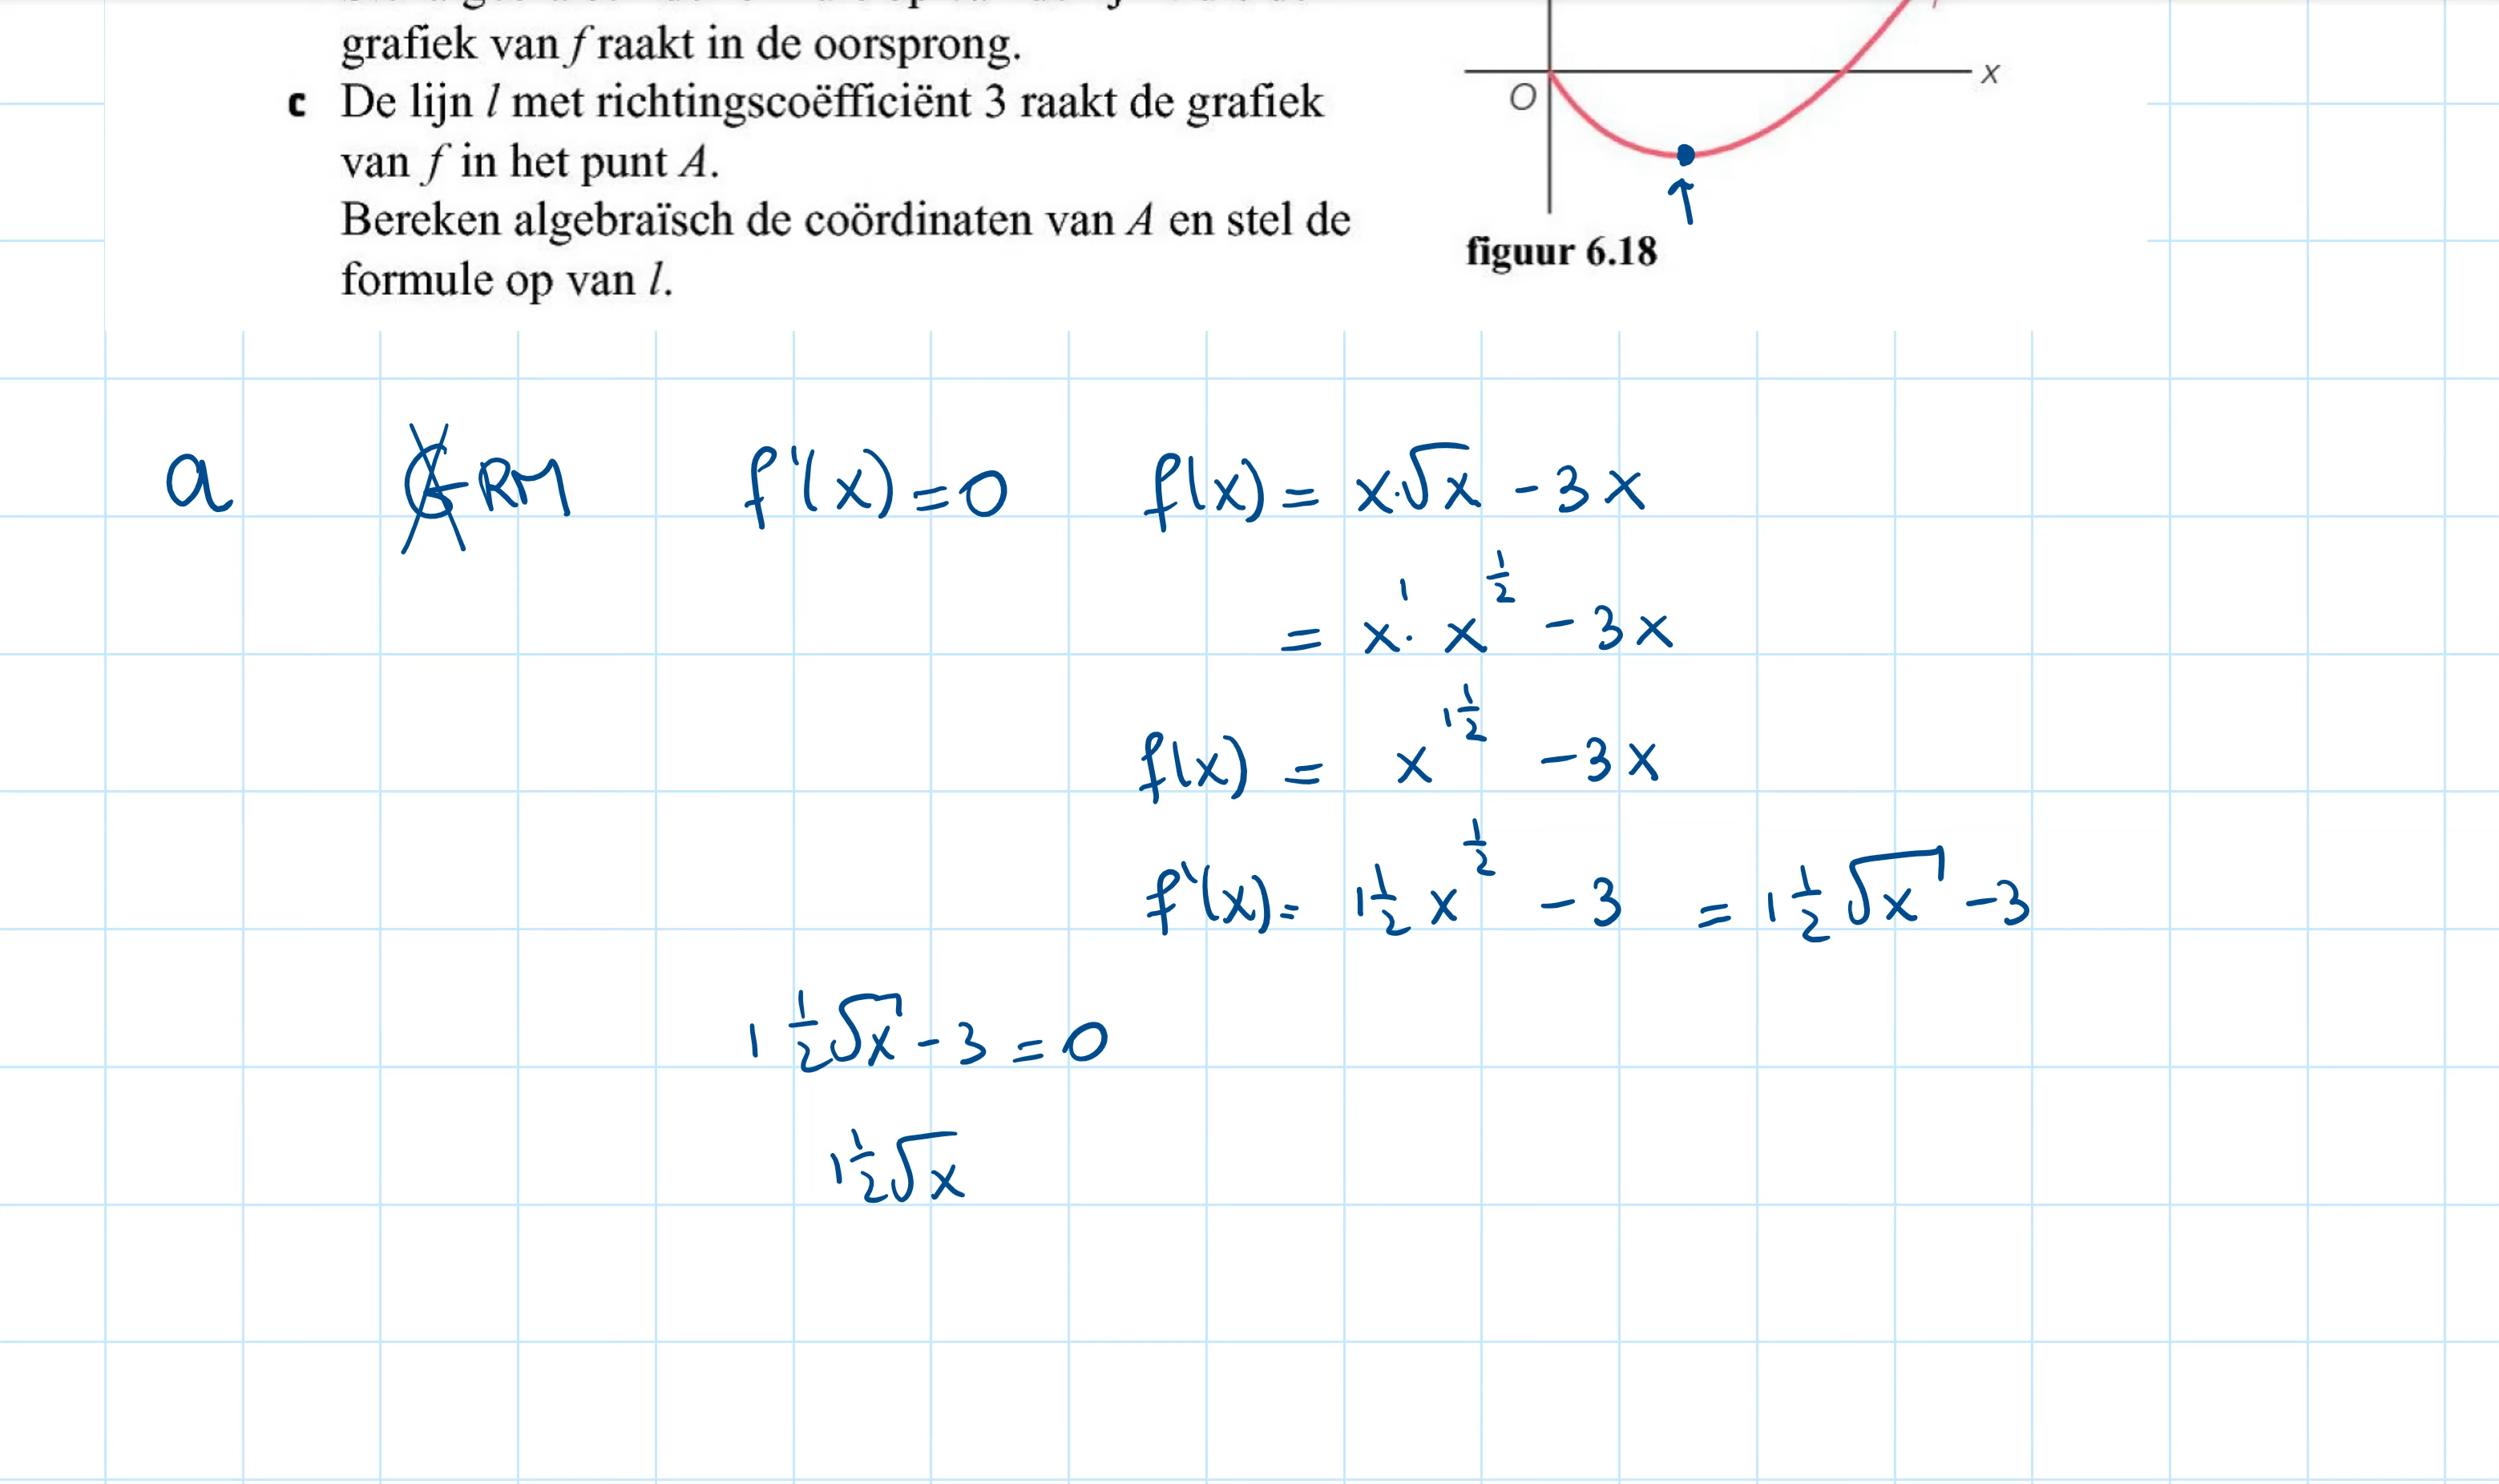 grafiek van f raakt in de oorsprong.
c De lijn l met richtingscoëfficiënt 3 raakt de grafiek
van f in het punt A.
Bereken algebraïsch de coördinaten van A en stel de
formule op van l.
O
x
figuur 6.18
a GRM f'(x) = 0 f(x) = x·√x − 3x
= x¹· x^½ − 3x
f(x) = x^1½ − 3x
f'(x) = 1½ x^½ − 3 = 1½√x − 3
1½√x − 3 = 0
1½√x